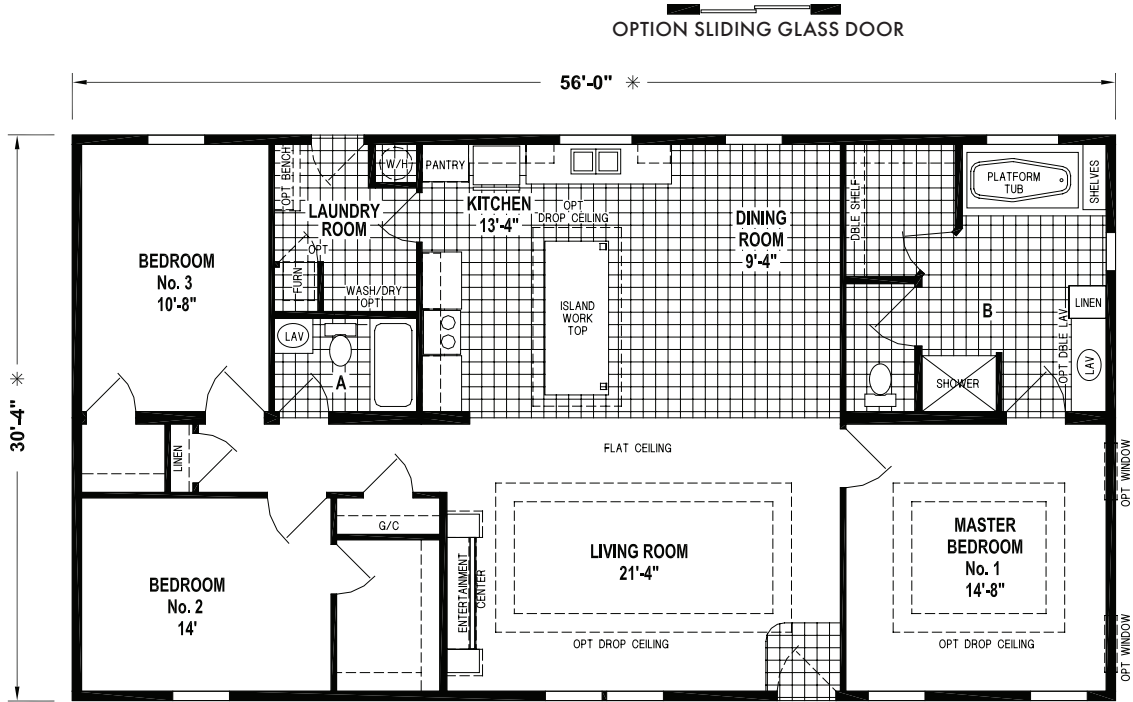 OPTION SLIDING GLASS DOOR
56'-0" ✳
30'-4" ✳
BEDROOM
No. 3
10'-8"
OPT BENCH
LAUNDRY
ROOM
OPT
FURN
WASH/DRY
OPT
W/H
PANTRY
KITCHEN
13'-4"
OPT
DROP CEILING
ISLAND
WORK
TOP
DINING
ROOM
9'-4"
DBLE SHELF
PLATFORM
TUB
SHELVES
B
LINEN
OPT DBLE LAV
LAV
SHOWER
LAV
A
LINEN
G/C
BEDROOM
No. 2
14'
ENTERTAINMENT
CENTER
FLAT CEILING
LIVING ROOM
21'-4"
OPT DROP CEILING
MASTER
BEDROOM
No. 1
14'-8"
OPT DROP CEILING
OPT WINDOW
OPT WINDOW